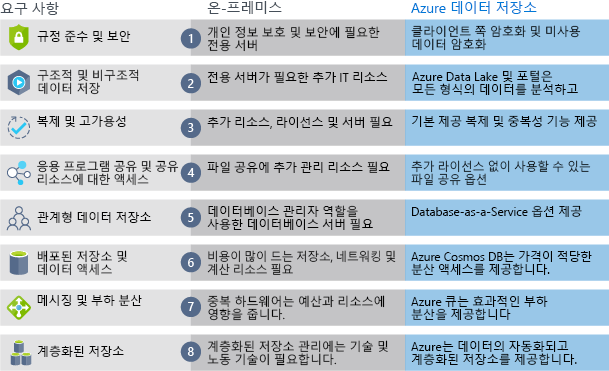 요구 사항
온-프레미스
Azure 데이터 저장소
규정 준수 및 보안
1
개인 정보 보호 및 보안에 필요한
전용 서버
클라이언트 쪽 암호화 및 미사용
데이터 암호화
구조적 및 비구조적
데이터 저장
2
전용 서버가 필요한 추가 IT 리소스
Azure Data Lake 및 포털은
모든 형식의 데이터를 분석하고
복제 및 고가용성
3
추가 리소스, 라이선스 및 서버 필요
기본 제공 복제 및 중복성 기능 제공
응용 프로그램 공유 및 공유
리소스에 대한 액세스
4
파일 공유에 추가 관리 리소스 필요
추가 라이선스 없이 사용할 수 있는
파일 공유 옵션
관계형 데이터 저장소
5
데이터베이스 관리자 역할을
사용한 데이터베이스 서버 필요
Database-as-a-Service 옵션 제공
배포된 저장소 및
데이터 액세스
6
비용이 많이 드는 저장소, 네트워킹 및
계산 리소스 필요
Azure Cosmos DB는 가격이 적당한
분산 액세스를 제공합니다.
메시징 및 부하 분산
7
중복 하드웨어는 예산과 리소스에
영향을 줍니다.
Azure 큐는 효과적인 부하
분산을 제공합니다
계층화된 저장소
8
계층화된 저장소 관리에는 기술 및
노동 기술이 필요합니다.
Azure는 데이터의 자동화되고
계층화된 저장소를 제공합니다.